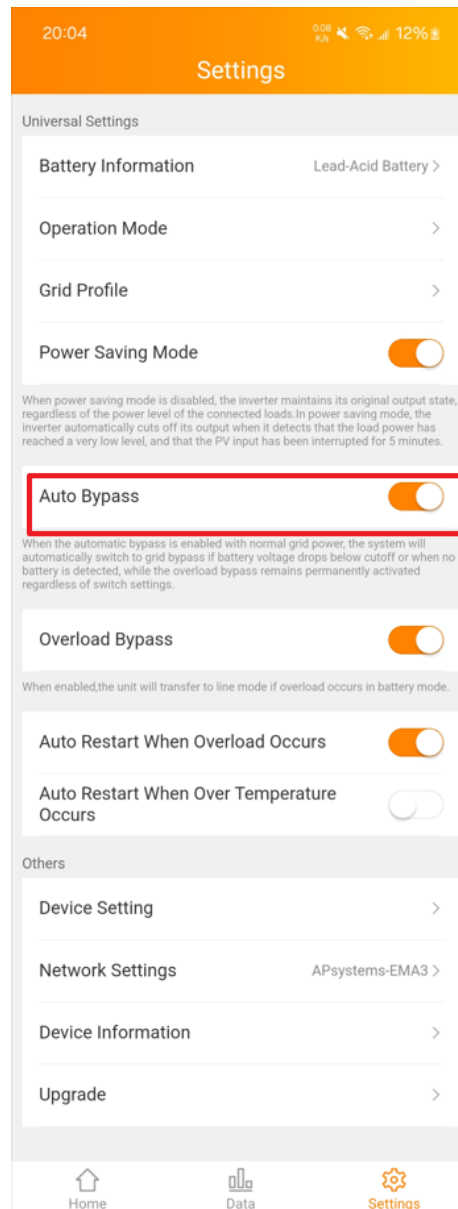 20:04
0.08 K/s 12%
Settings
Universal Settings
Battery Information Lead-Acid Battery >
Operation Mode >
Grid Profile >
Power Saving Mode
When power saving mode is disabled, the inverter maintains its original output state,
regardless of the power level of the connected loads.In power saving mode, the
inverter automatically cuts off its output when it detects that the load power has
reached a very low level, and that the PV input has been interrupted for 5 minutes.
Auto Bypass
When the automatic bypass is enabled with normal grid power, the system will
automatically switch to grid bypass if battery voltage drops below cutoff or when no
battery is detected, while the overload bypass remains permanently activated
regardless of switch settings.
Overload Bypass
When enabled,the unit will transfer to line mode if overload occurs in battery mode.
Auto Restart When Overload Occurs
Auto Restart When Over Temperature
Occurs
Others
Device Setting >
Network Settings APsystems-EMA3 >
Device Information >
Upgrade >
Home Data Settings